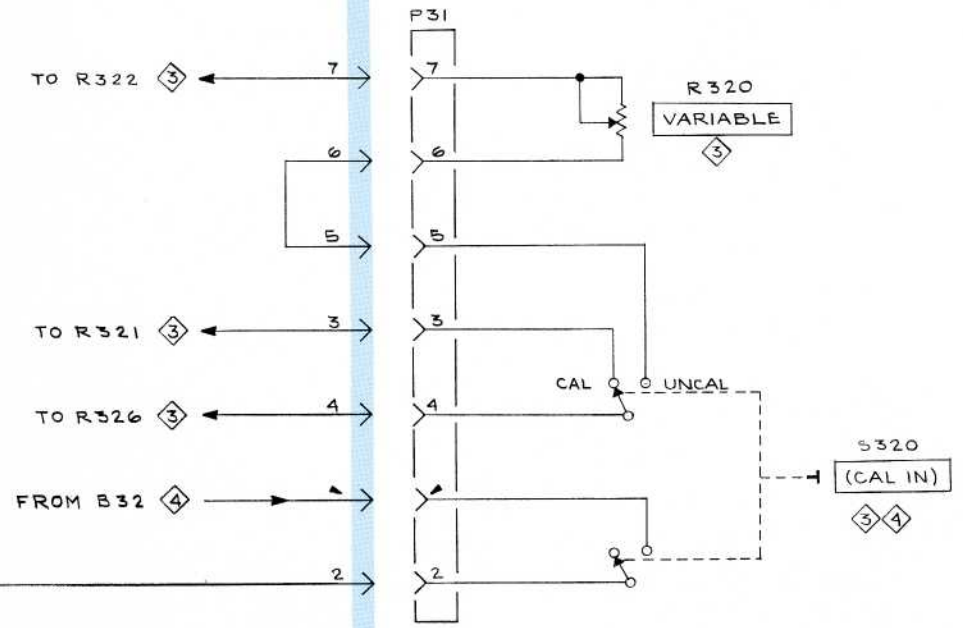 P31
TO R322 3 7 7
R320
VARIABLE
3
6 6
5 5
TO R321 3 3 3
CAL UNCAL
TO R326 3 4 4
S320
(CAL IN)
3 4
FROM B32 4
2 2